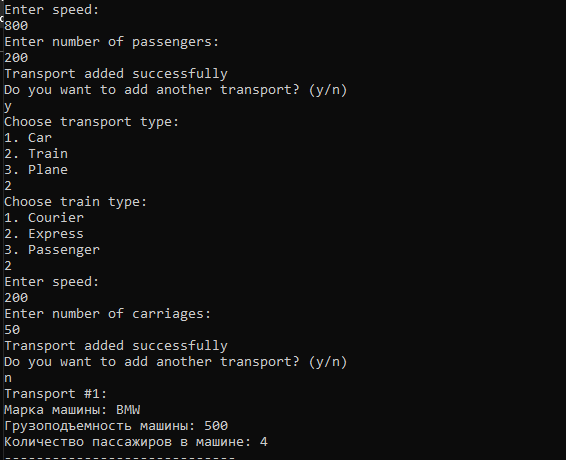 Enter speed:
800
Enter number of passengers:
200
Transport added successfully
Do you want to add another transport? (y/n)
y
Choose transport type:
1. Car
2. Train
3. Plane
2
Choose train type:
1. Courier
2. Express
3. Passenger
2
Enter speed:
200
Enter number of carriages:
50
Transport added successfully
Do you want to add another transport? (y/n)
n
Transport #1:
Марка машины: BMW
Грузоподъемность машины: 500
Количество пассажиров в машине: 4
-----------------------------